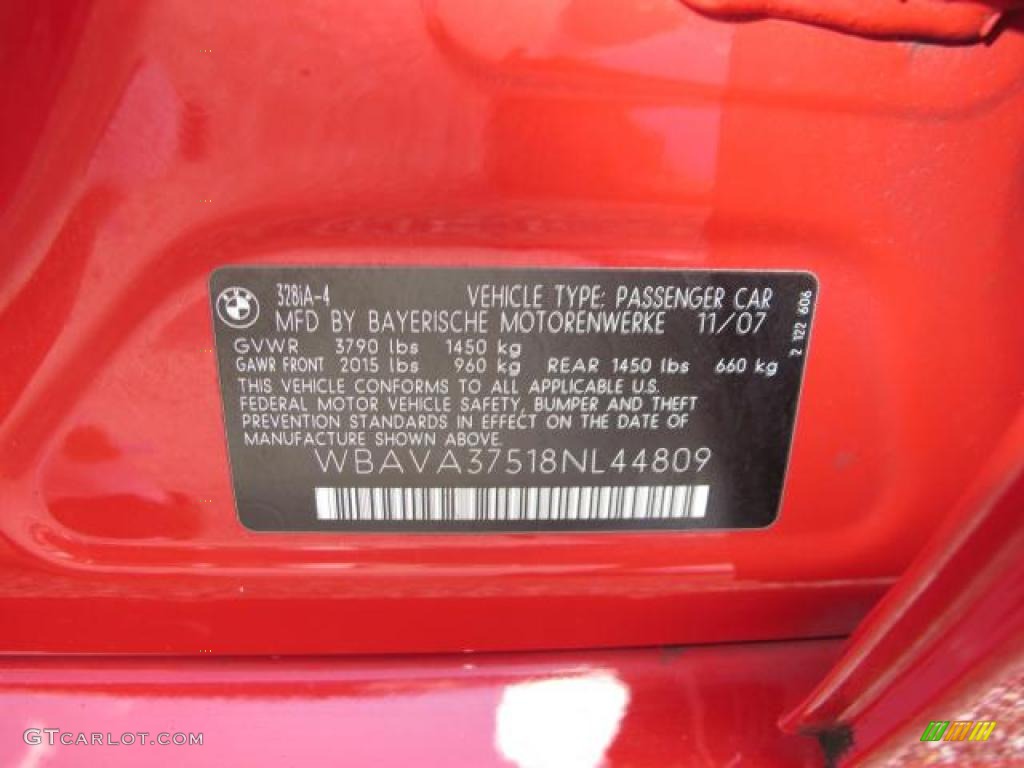 328iA-4 VEHICLE TYPE: PASSENGER CAR
MFD BY BAYERISCHE MOTORENWERKE 11/07
GVWR 3790 lbs 1450 kg
GAWR FRONT 2015 lbs 960 kg REAR 1450 lbs 660 kg
THIS VEHICLE CONFORMS TO ALL APPLICABLE U.S.
FEDERAL MOTOR VEHICLE SAFETY, BUMPER AND THEFT
PREVENTION STANDARDS IN EFFECT ON THE DATE OF
MANUFACTURE SHOWN ABOVE.
WBAVA37518NL44809
2 122 606
GTCARLOT.COM